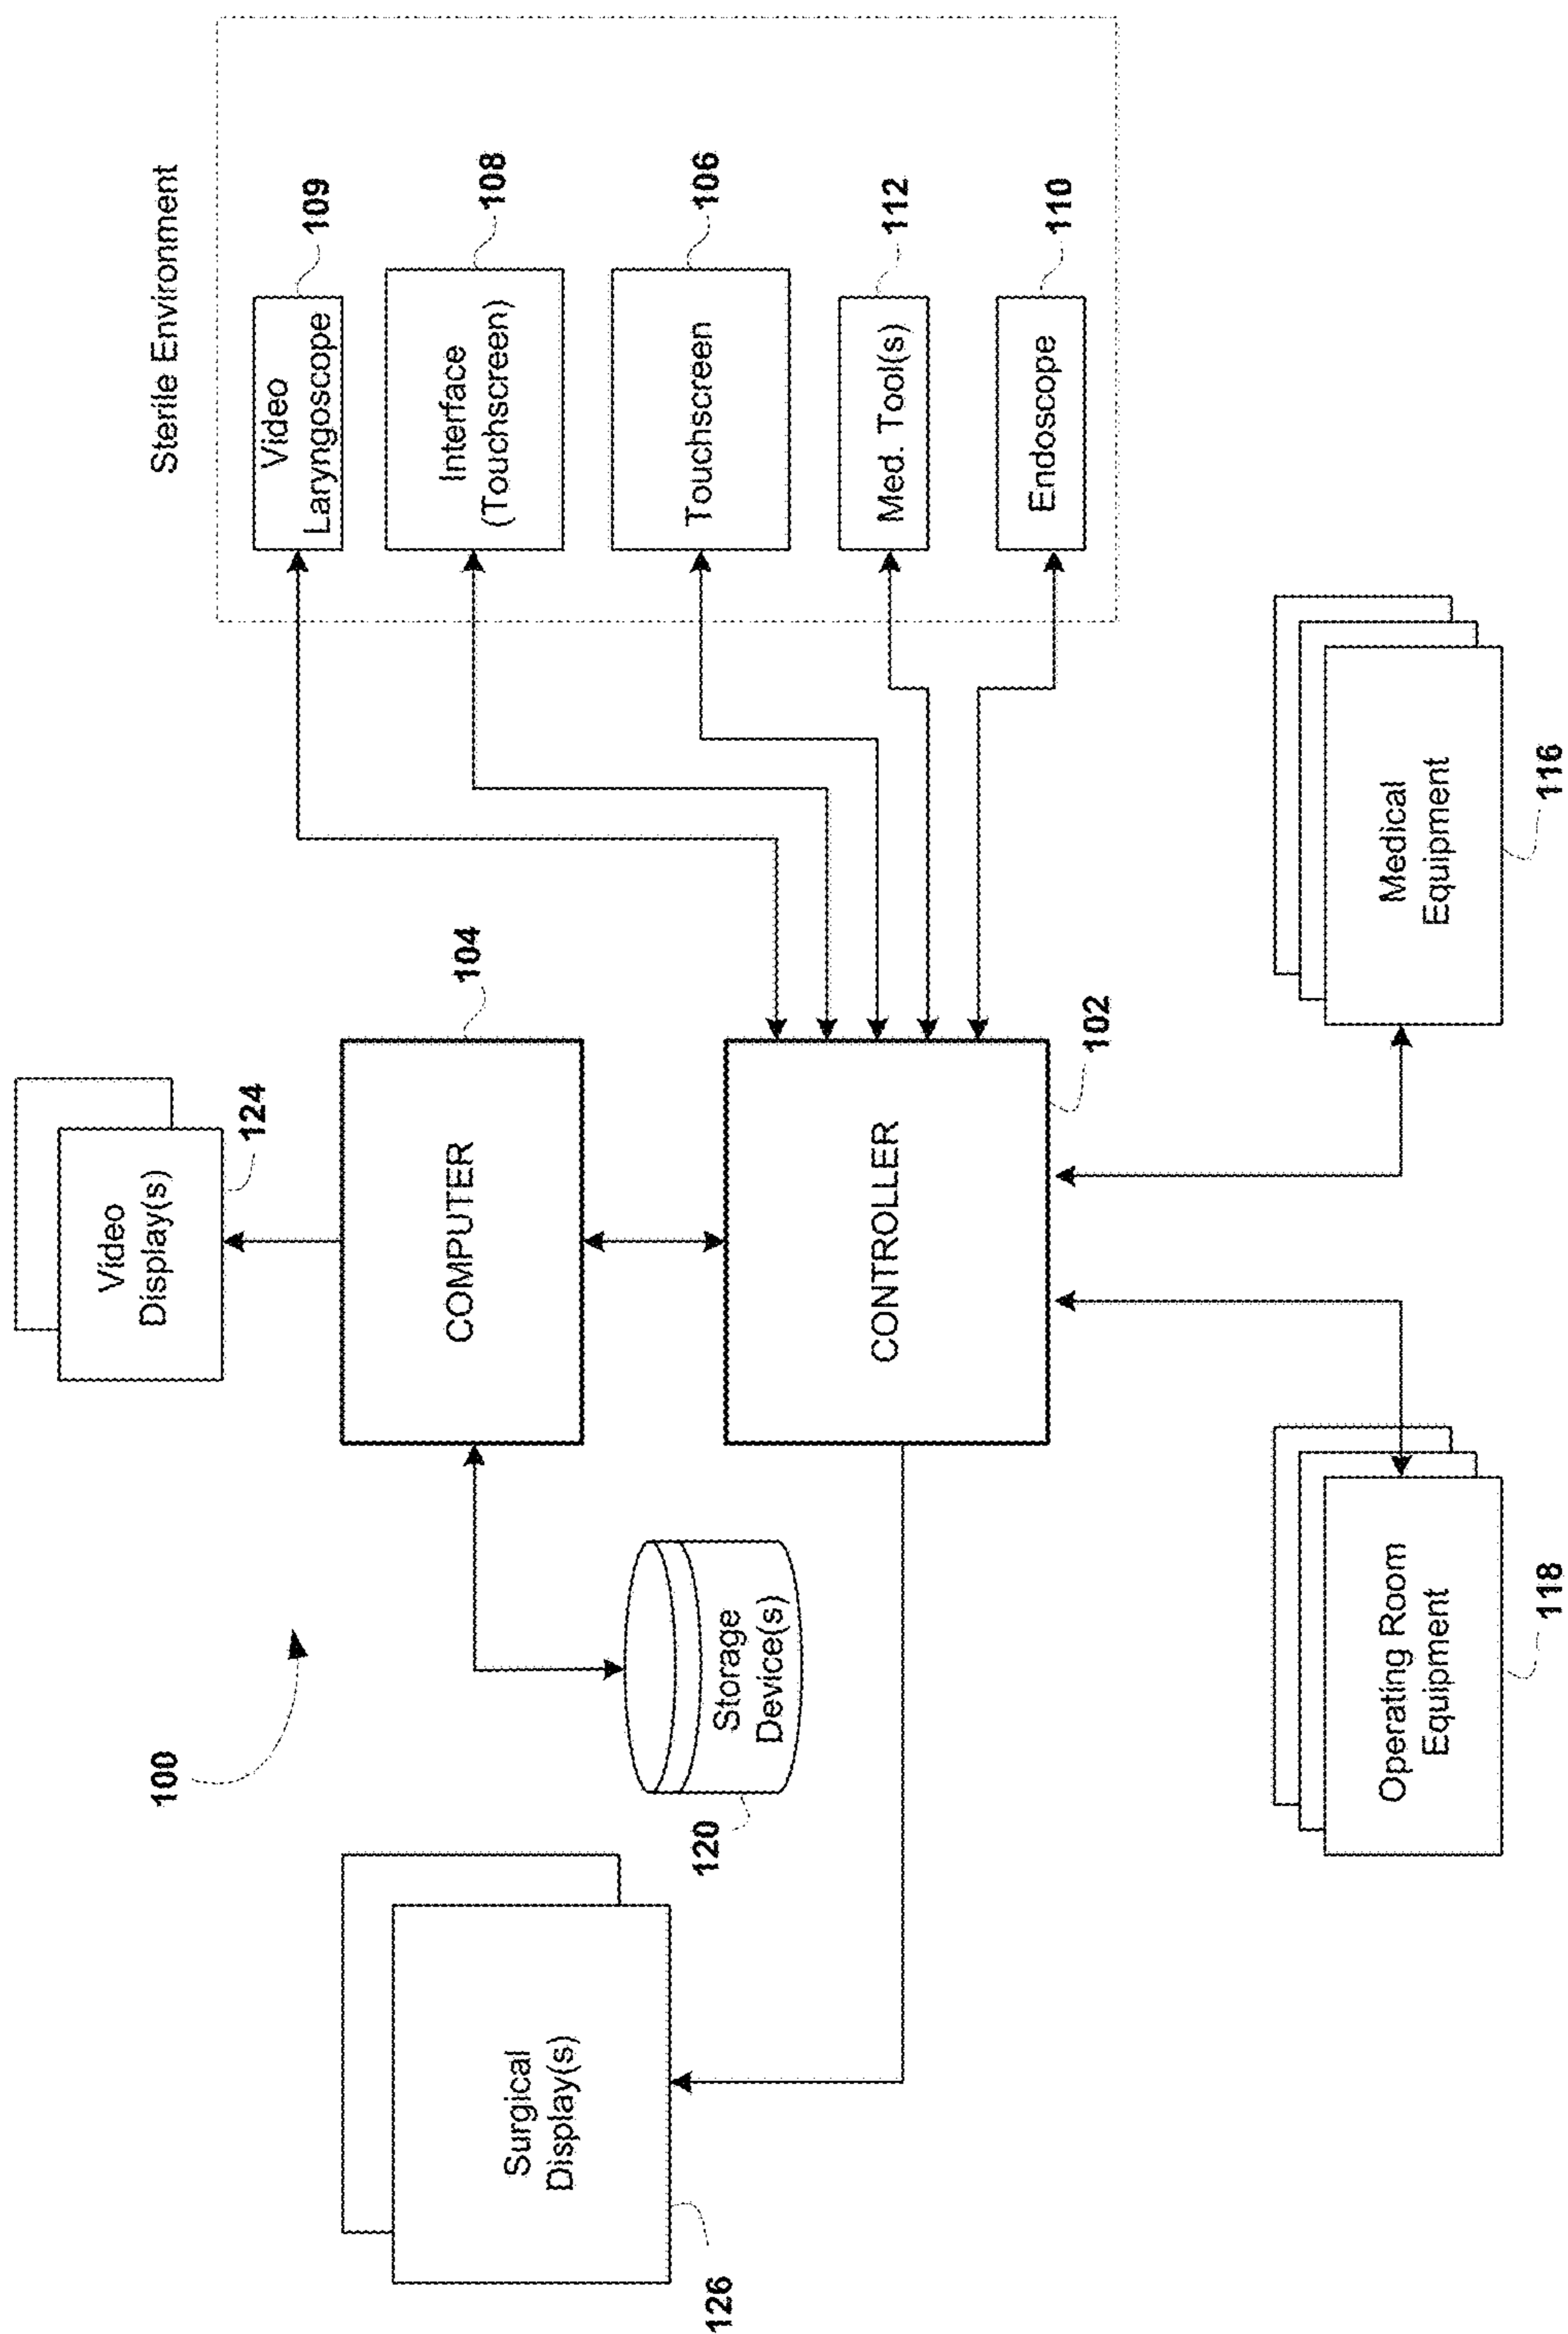 Sterile Environment
100
Video
Display(s)
124
Video
Laryngoscope
109
Surgical
Display(s)
126
COMPUTER
104
Interface
(Touchscreen)
108
Storage
Device(s)
120
Touchscreen
106
CONTROLLER
102
Med. Tool(s)
112
Endoscope
110
Operating Room
Equipment
118
Medical
Equipment
116